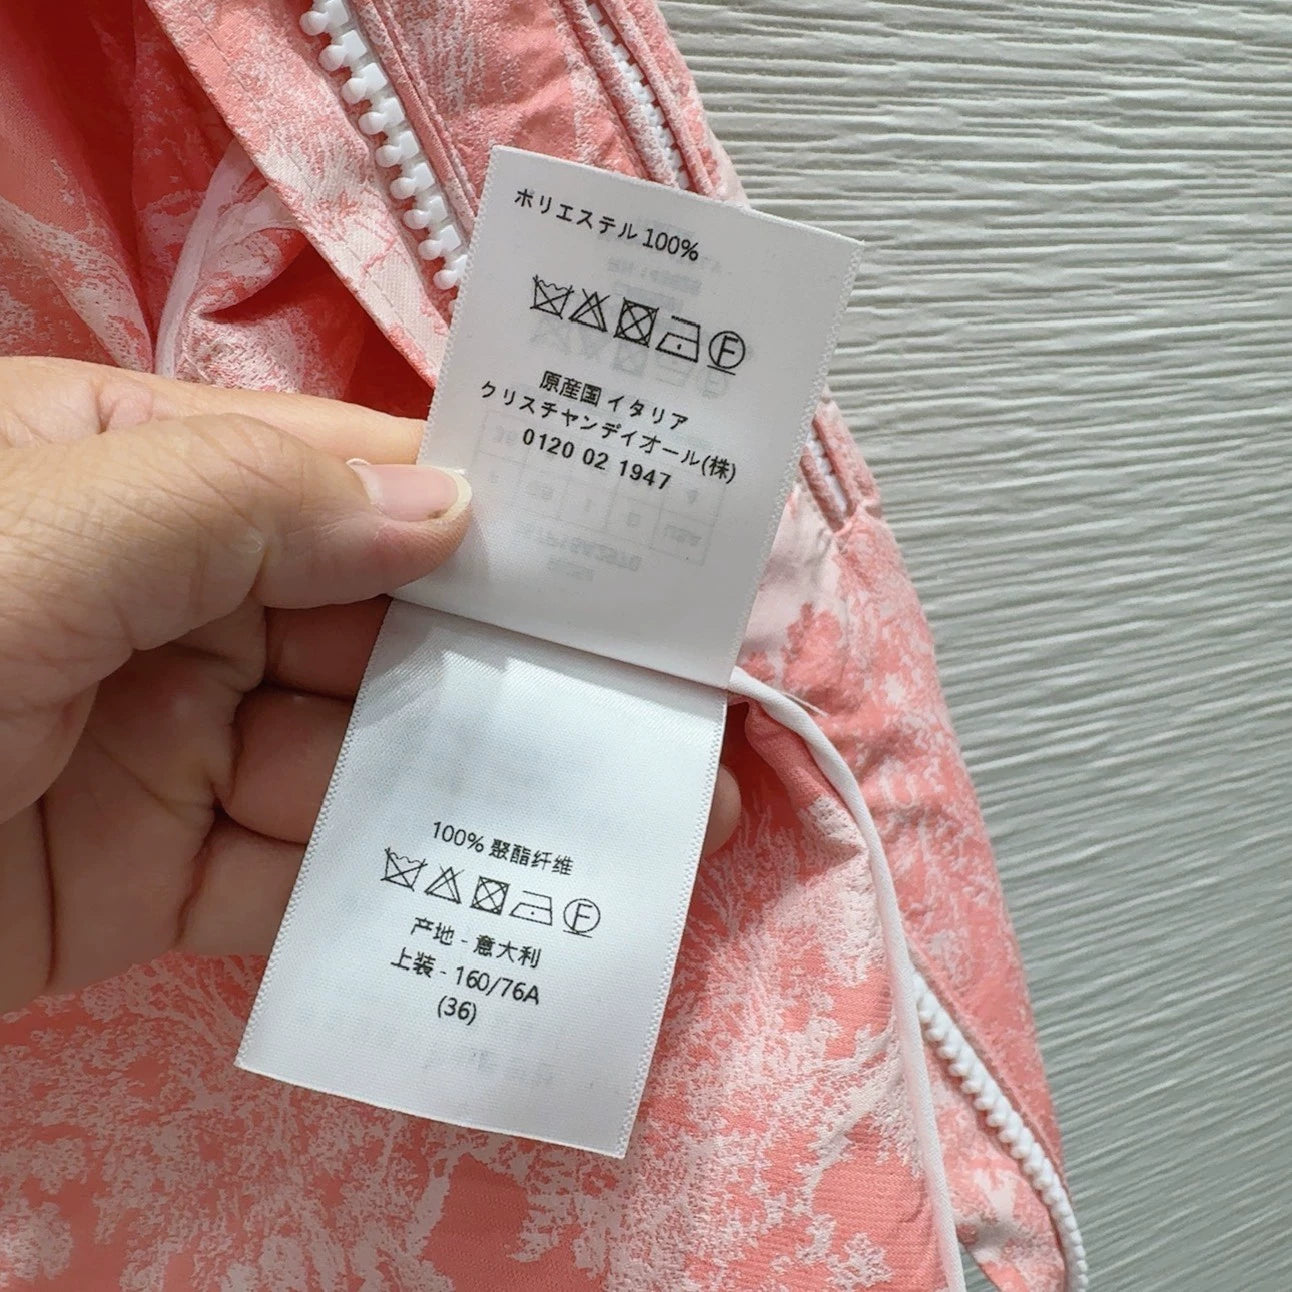 ポリエステル 100%
F
原産国 イタリア
クリスチャンディオール(株)
0120 02 1947
100% 聚酯纤维
F
产地 - 意大利
上装 - 160/76A
(36)